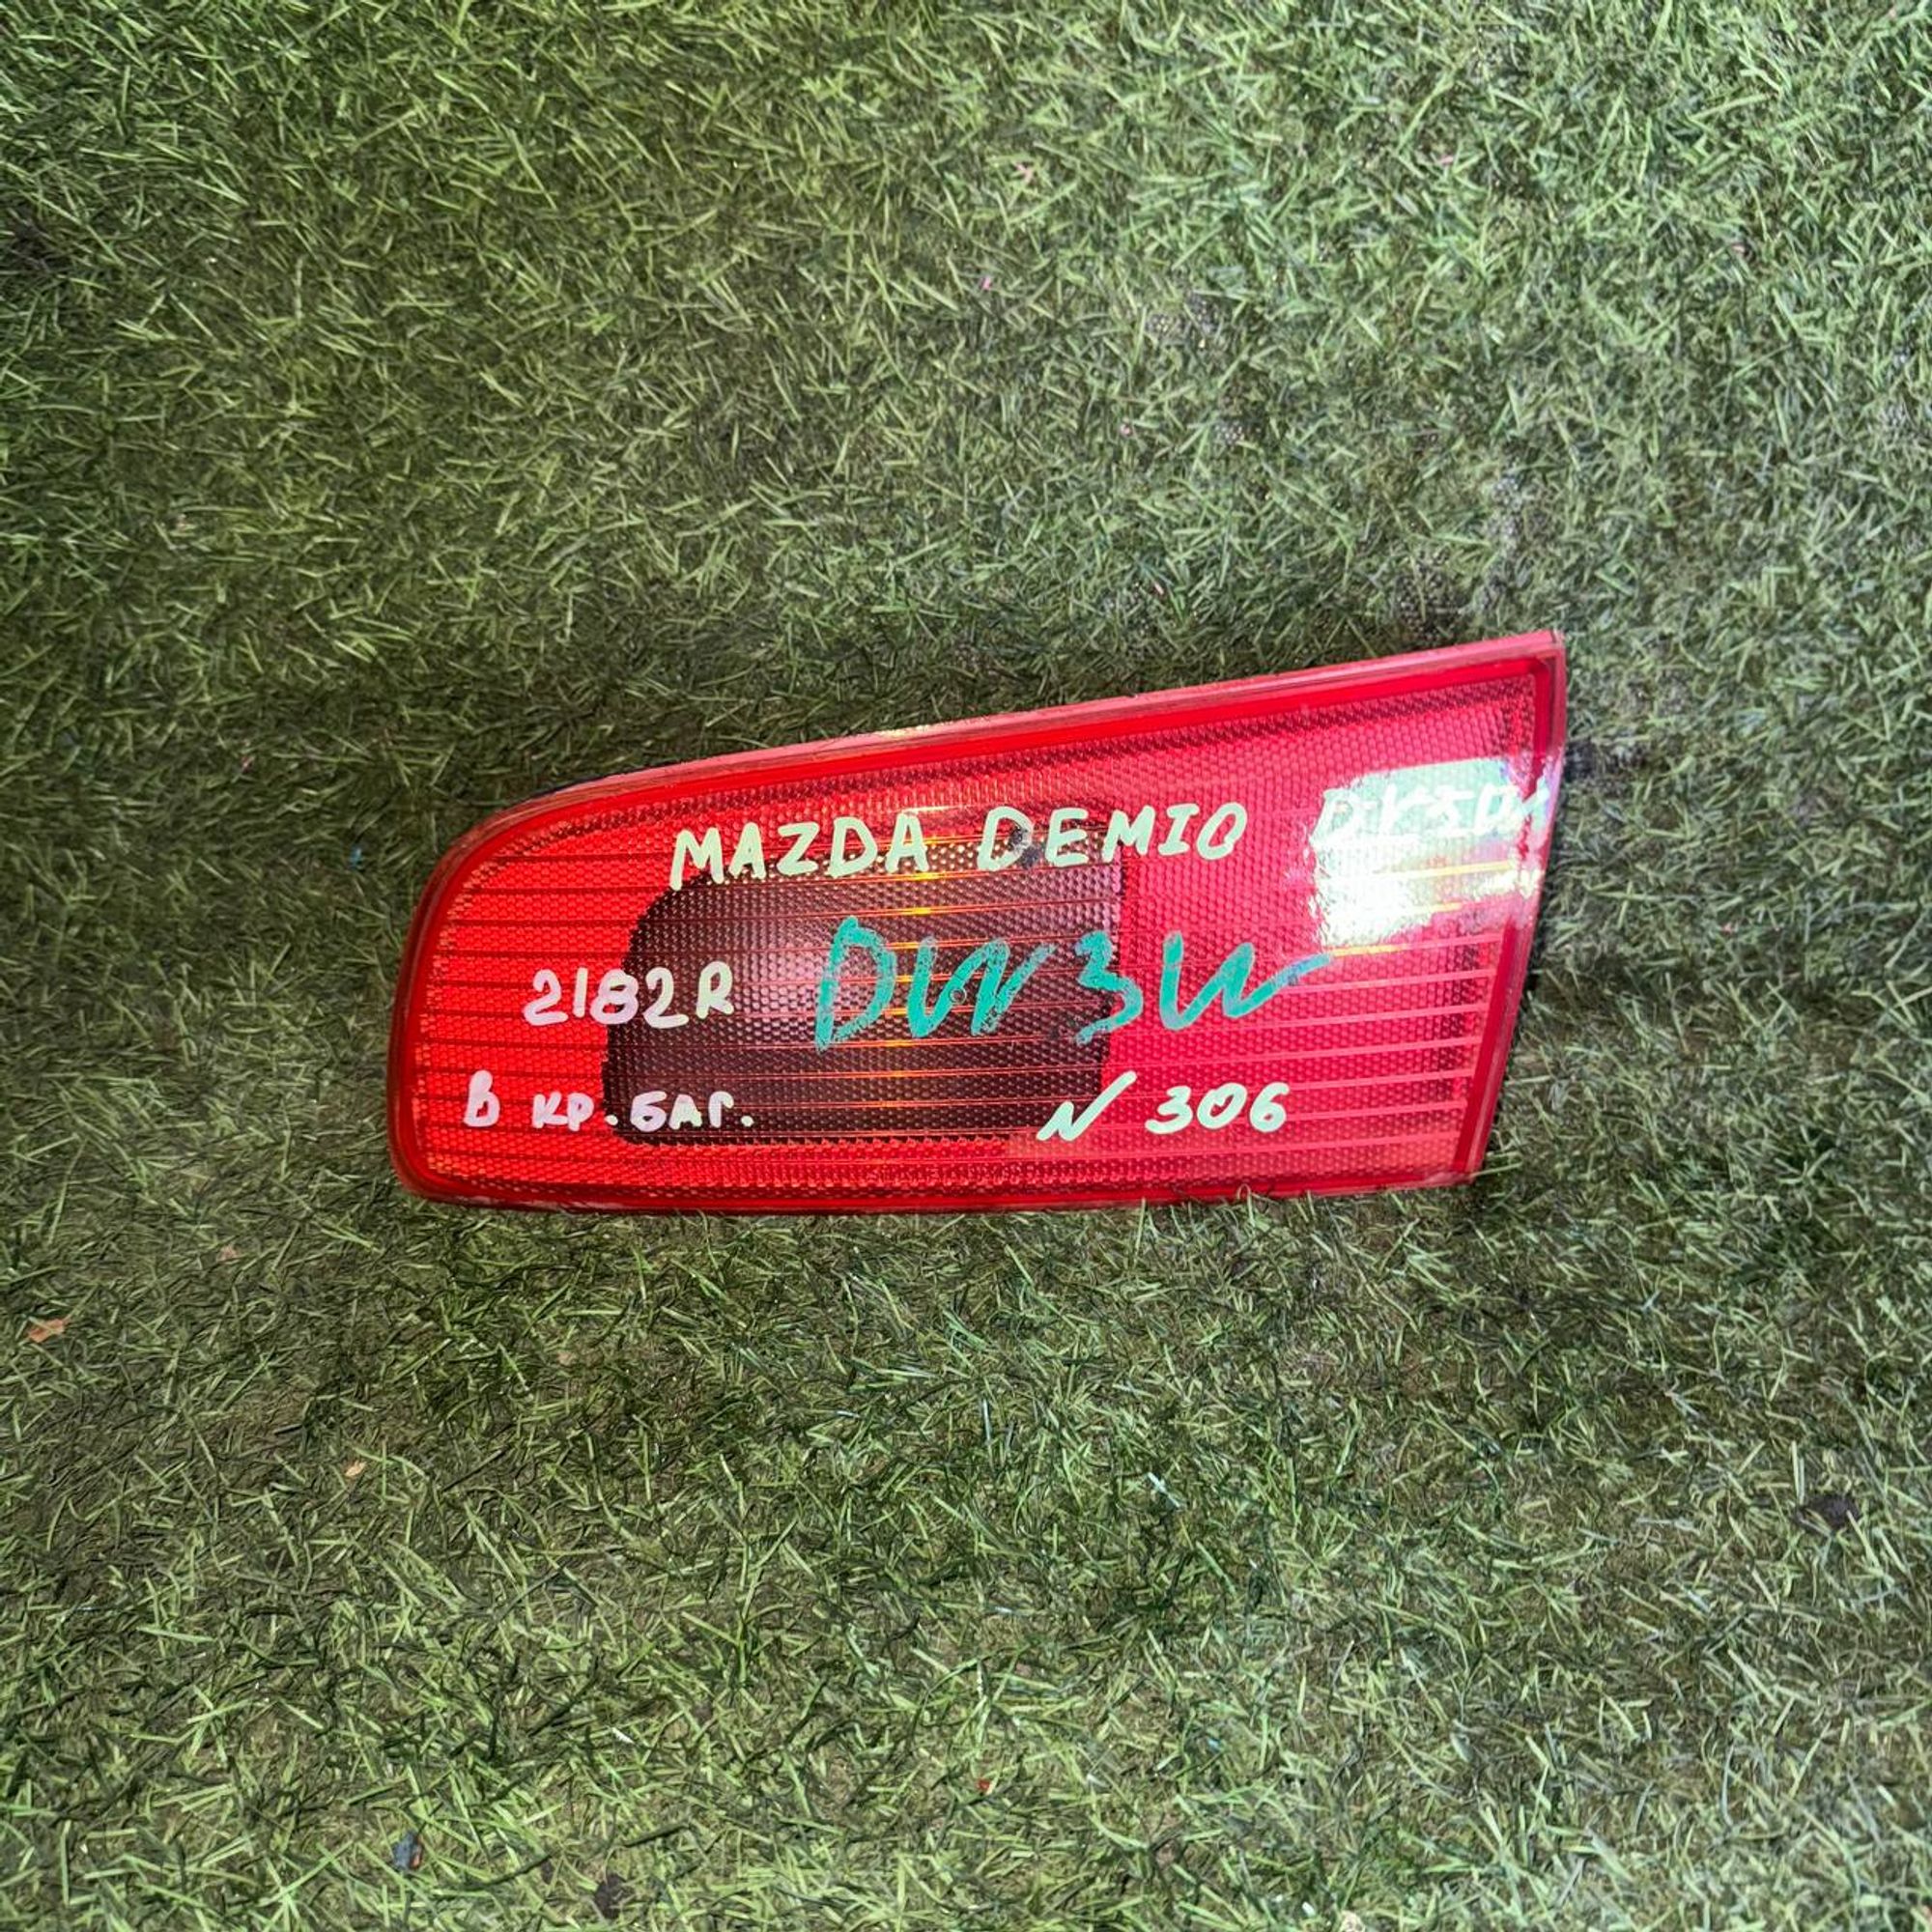 MAZDA DEMIO
2182R DW3W
В КР. БАГ. N 306